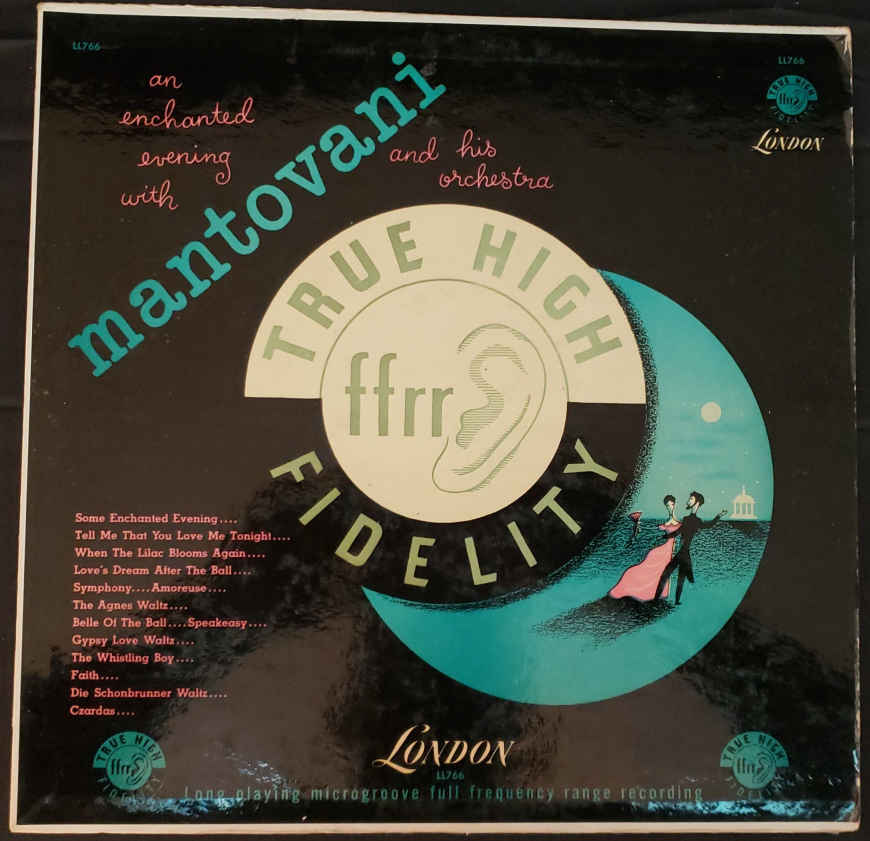 LL766
LL766
TRUE HIGH
ffrr
FIDELITY
LONDON
an
enchanted
evening
with
mantovani
and his
orchestra
TRUE HIGH
ffrr
FIDELITY
Some Enchanted Evening....
Tell Me That You Love Me Tonight....
When The Lilac Blooms Again....
Love's Dream After The Ball....
Symphony....Amoreuse....
The Agnes Waltz....
Belle Of The Ball....Speakeasy....
Gypsy Love Waltz....
The Whistling Boy....
Faith....
Die Schonbrunner Waltz....
Czardas....
TRUE HIGH
ffrr
FIDELITY
LONDON
LL766
TRUE HIGH
ffrr
FIDELITY
Long playing microgroove full frequency range recording